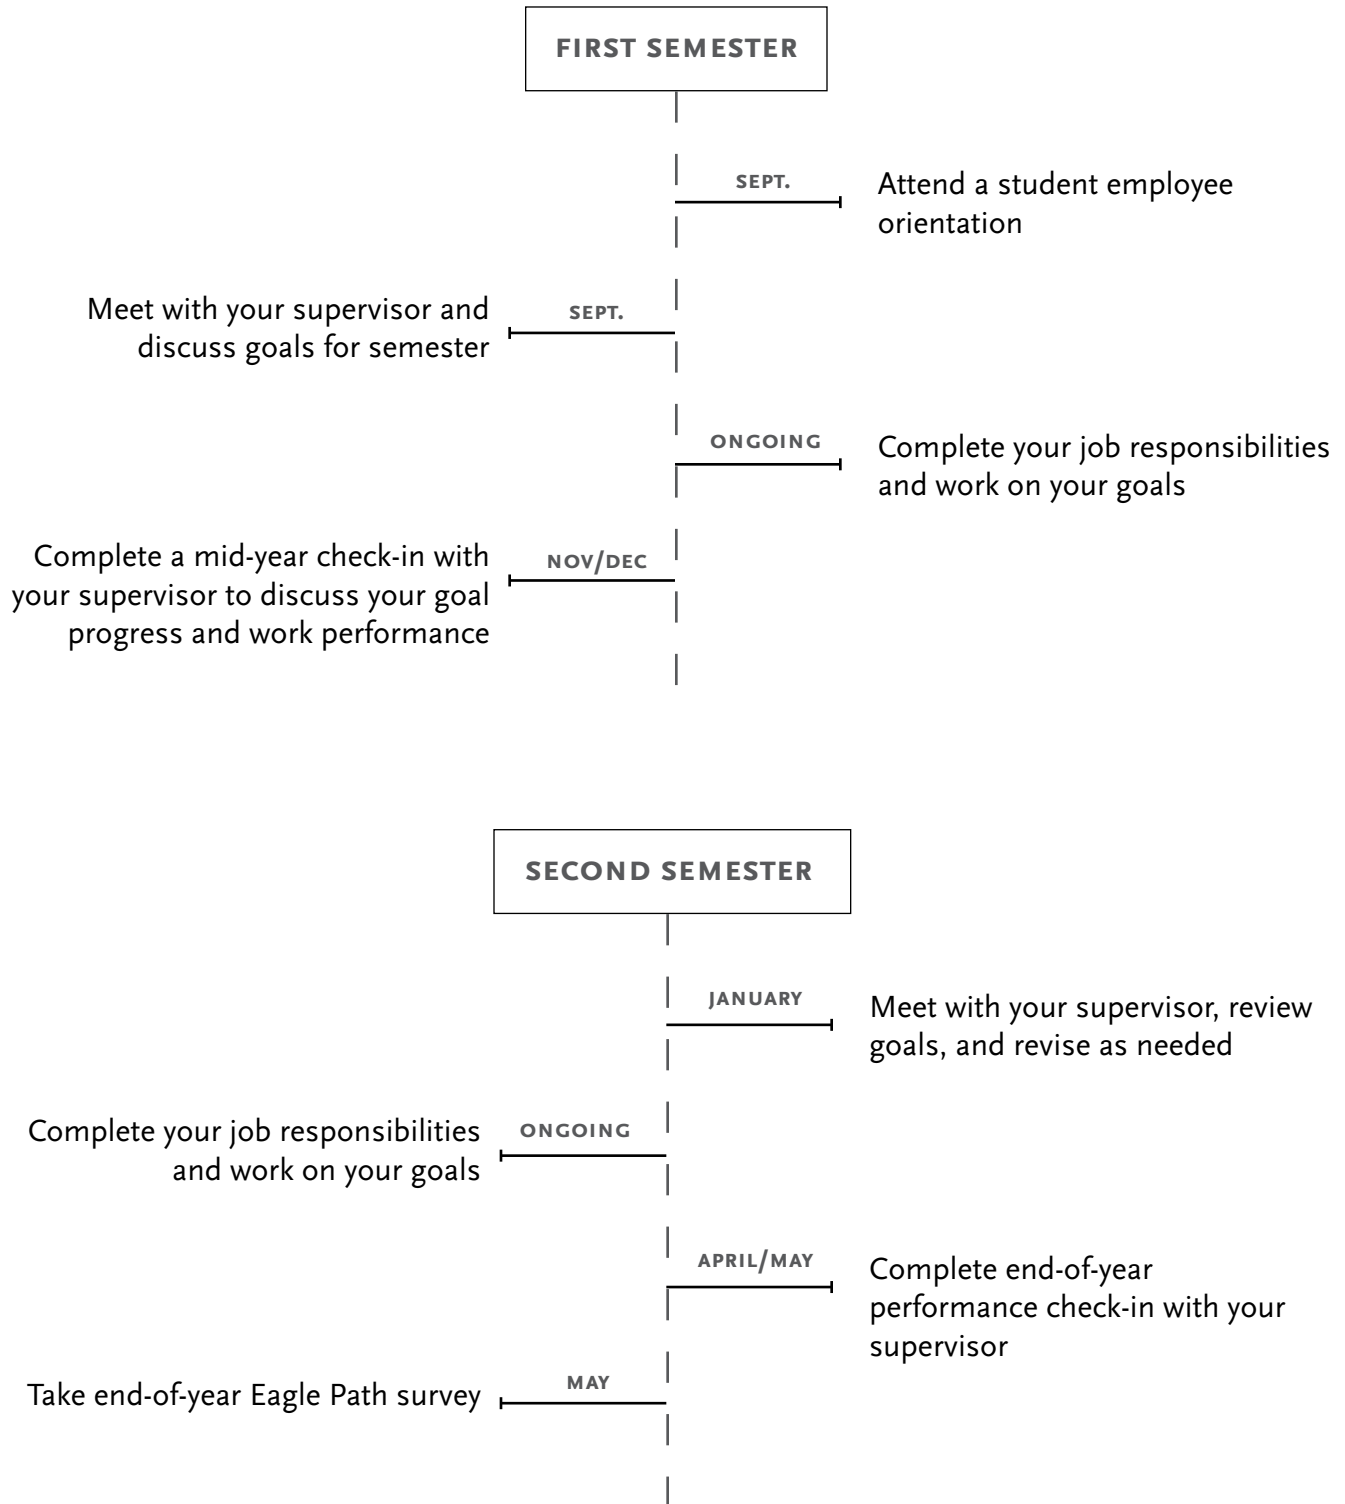 FIRST SEMESTER
SEPT.
Attend a student employee
orientation
SEPT.
Meet with your supervisor and
discuss goals for semester
ONGOING
Complete your job responsibilities
and work on your goals
NOV/DEC
Complete a mid-year check-in with
your supervisor to discuss your goal
progress and work performance
SECOND SEMESTER
JANUARY
Meet with your supervisor, review
goals, and revise as needed
ONGOING
Complete your job responsibilities
and work on your goals
APRIL/MAY
Complete end-of-year
performance check-in with your
supervisor
MAY
Take end-of-year Eagle Path survey